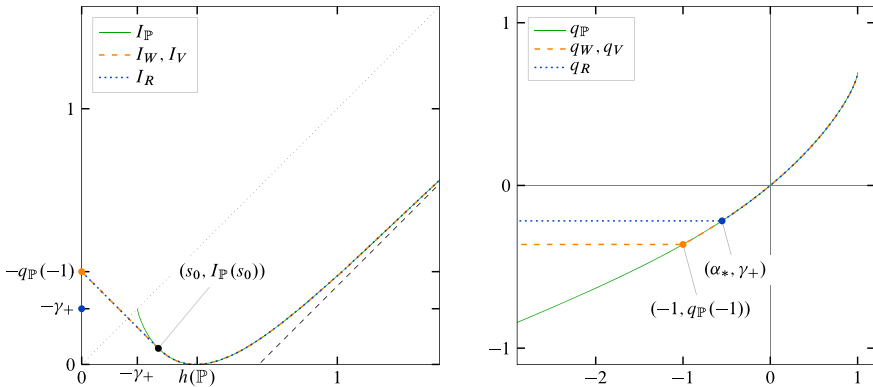 I_ℙ
I_W, I_V
I_R
1
−q_ℙ(−1)
−γ₊
0
(s₀, I_ℙ(s₀))
0
−γ₊
h(ℙ)
1
q_ℙ
q_W, q_V
q_R
1
0
−1
(α_*, γ₊)
(−1, q_ℙ(−1))
−2
−1
0
1